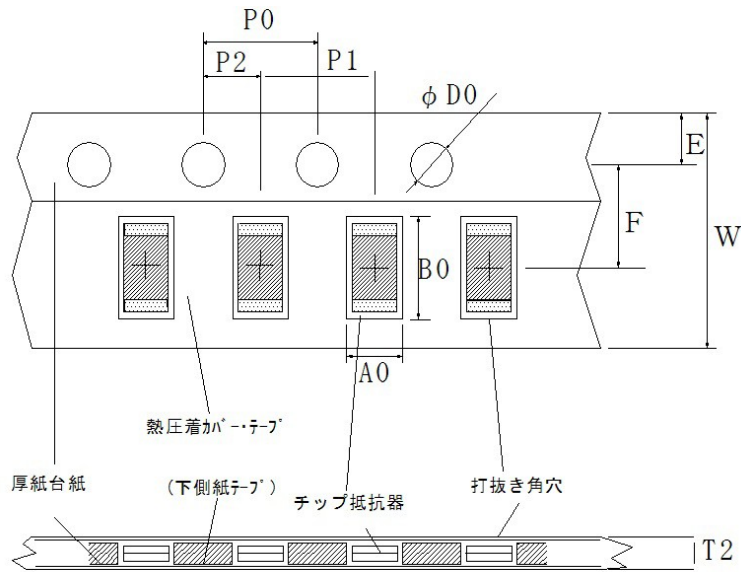 P0
P2
P1
φD0
E
F
W
B0
A0
熱圧着ｶﾊﾞｰ・ﾃｰﾌﾟ
厚紙台紙
(下側紙ﾃｰﾌﾟ)
チップ抵抗器
打抜き角穴
T2